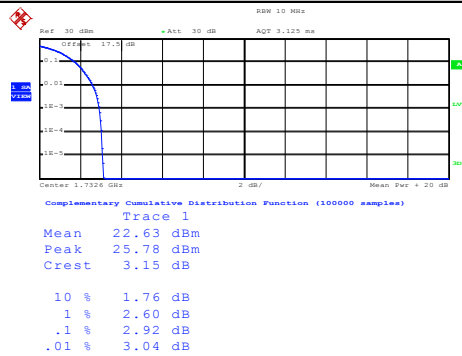 RBW 10 MHz
Ref 30 dBm *Att 30 dB AQT 3.125 ms
Offset 17.5 dB
0.1
A
0.01
1 SA
VIEW
1E-3
LV
1E-4
1E-5
3D
Center 1.7326 GHz 2 dB/ Mean Pwr + 20 dB
Complementary Cumulative Distribution Function (100000 samples)
Trace 1
Mean 22.63 dBm
Peak 25.78 dBm
Crest 3.15 dB
10 % 1.76 dB
1 % 2.60 dB
.1 % 2.92 dB
.01 % 3.04 dB